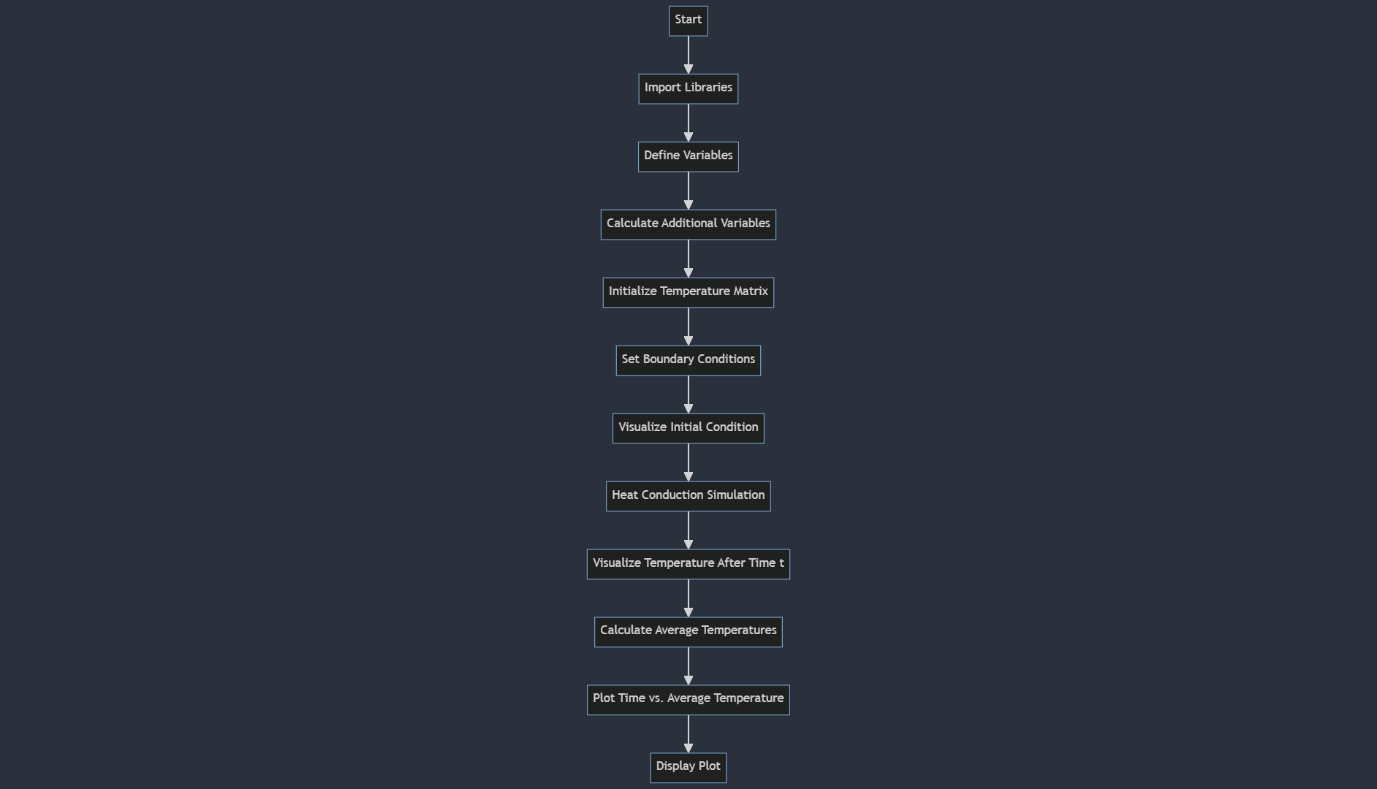 Start
Import Libraries
Define Variables
Calculate Additional Variables
Initialize Temperature Matrix
Set Boundary Conditions
Visualize Initial Condition
Heat Conduction Simulation
Visualize Temperature After Time t
Calculate Average Temperatures
Plot Time vs. Average Temperature
Display Plot